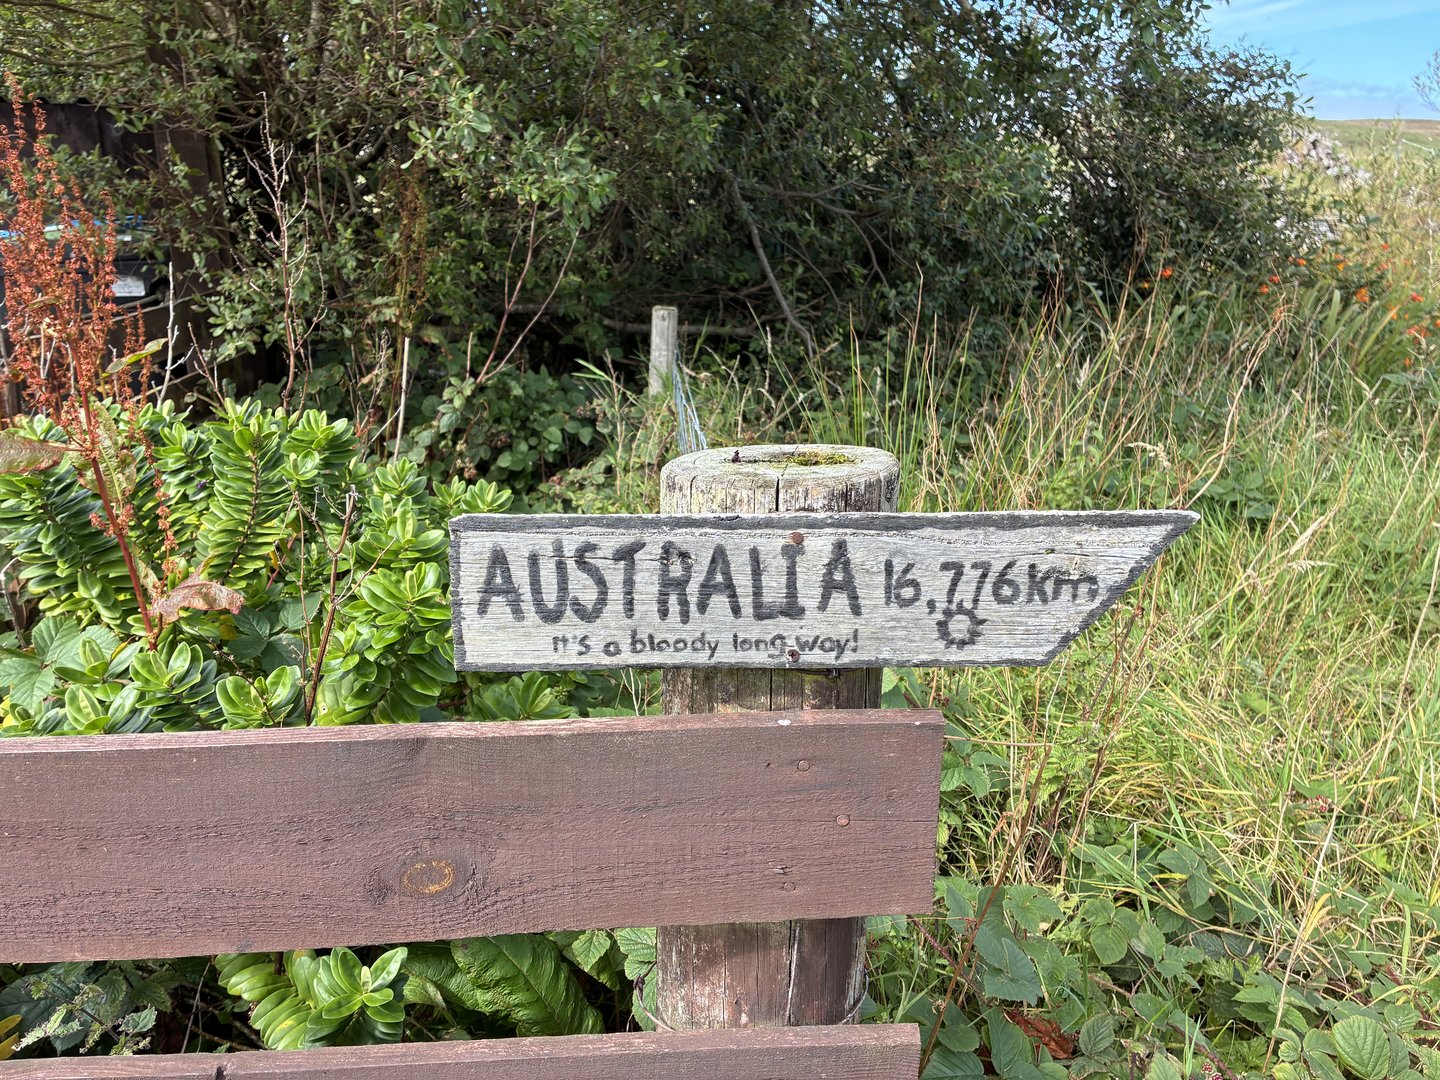 AUSTRALIA 16,776km
It's a bloody long way!